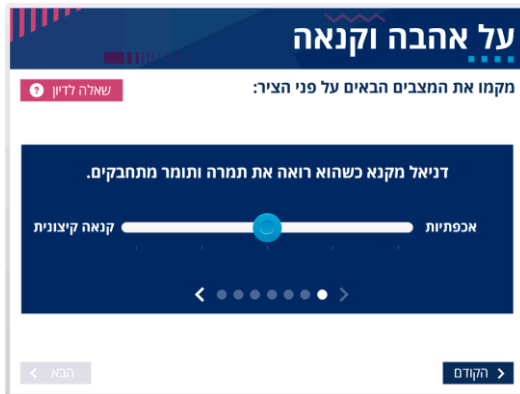 על אהבה וקנאה
מקמו את המצבים הבאים על פני הציר:
שאלה לדיון ?
דניאל מקנא כשהוא רואה את תמרה ותומר מתחבקים.
אכפתיות
קנאה קיצונית
הקודם
הבא